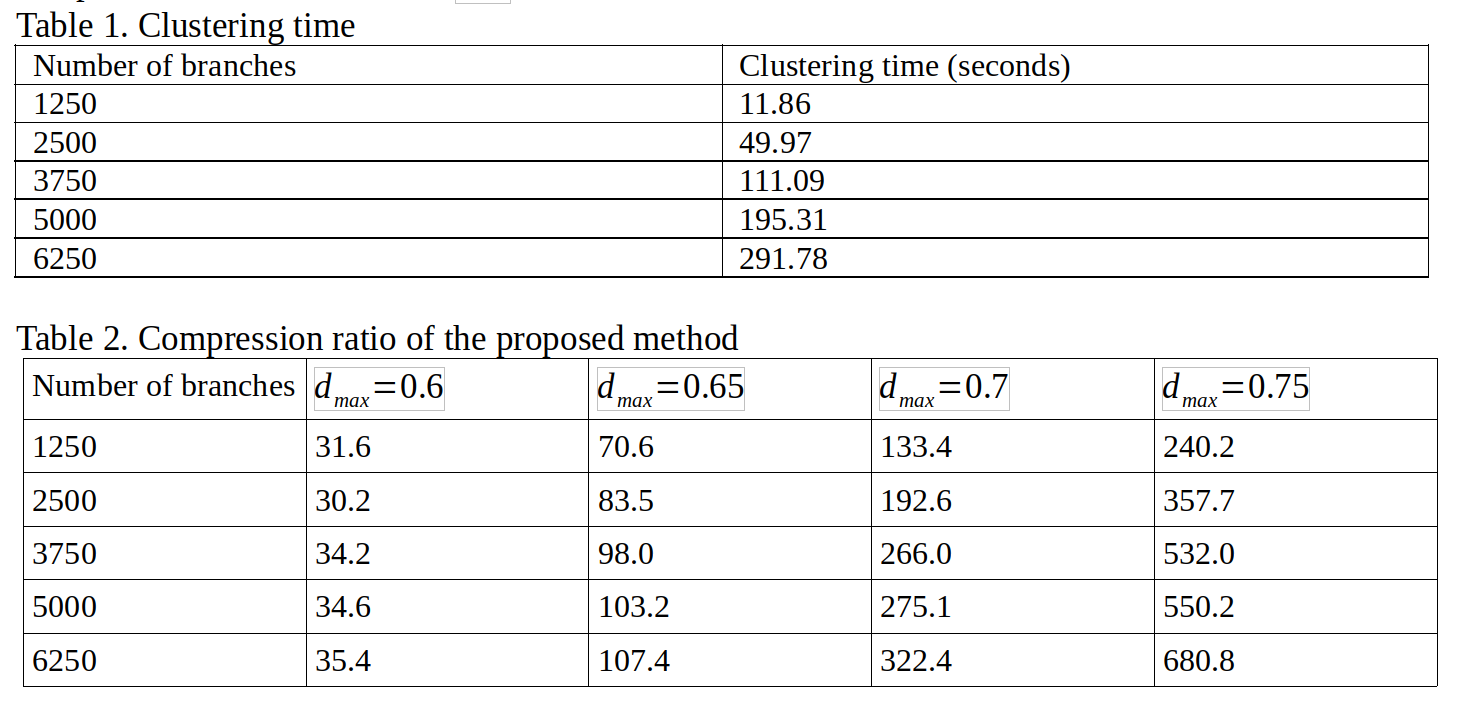 Table 1. Clustering time
Number of branches Clustering time (seconds)
1250 11.86
2500 49.97
3750 111.09
5000 195.31
6250 291.78
Table 2. Compression ratio of the proposed method
Number of branches d max=0.6 d max=0.65 d max=0.7 d max=0.75
1250 31.6 70.6 133.4 240.2
2500 30.2 83.5 192.6 357.7
3750 34.2 98.0 266.0 532.0
5000 34.6 103.2 275.1 550.2
6250 35.4 107.4 322.4 680.8